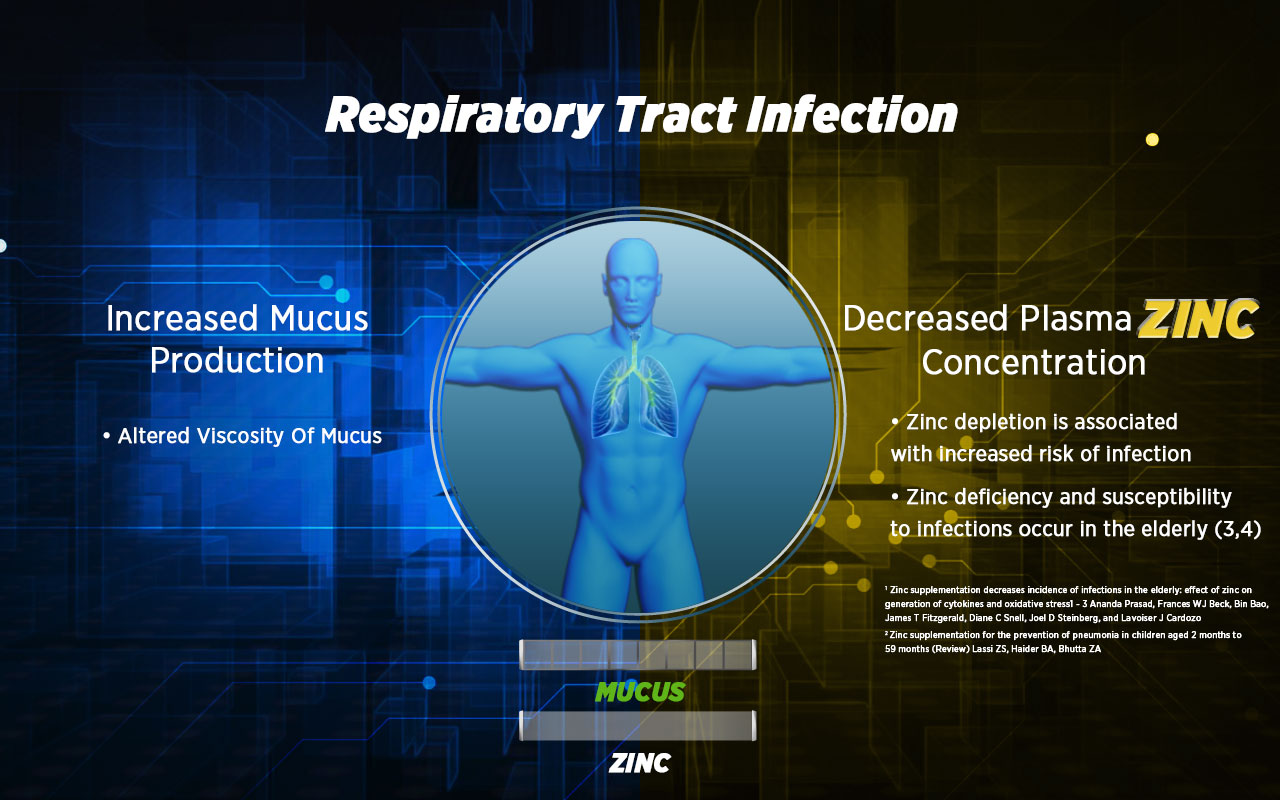 Respiratory Tract Infection
Increased Mucus
Production
• Altered Viscosity Of Mucus
Decreased Plasma ZINC
Concentration
• Zinc depletion is associated
with increased risk of infection
• Zinc deficiency and susceptibility
to infections occur in the elderly (3,4)
¹ Zinc supplementation decreases incidence of infections in the elderly: effect of zinc on
generation of cytokines and oxidative stress1 - 3 Ananda Prasad, Frances WJ Beck, Bin Bao,
James T Fitzgerald, Diane C Snell, Joel D Steinberg, and Lavoiser J Cardozo
² Zinc supplementation for the prevention of pneumonia in children aged 2 months to
59 months (Review) Lassi ZS, Haider BA, Bhutta ZA
MUCUS
ZINC